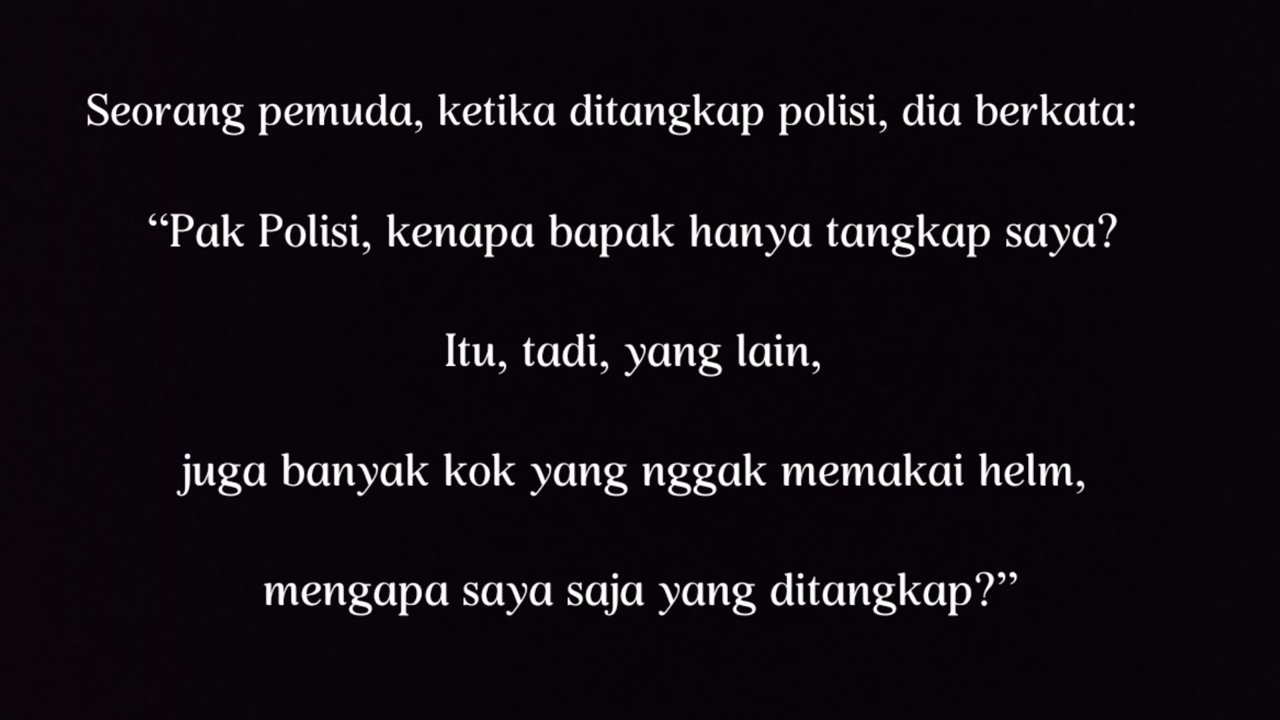 Seorang pemuda, ketika ditangkap polisi, dia berkata:
“Pak Polisi, kenapa bapak hanya tangkap saya?
Itu, tadi, yang lain,
juga banyak kok yang nggak memakai helm,
mengapa saya saja yang ditangkap?”